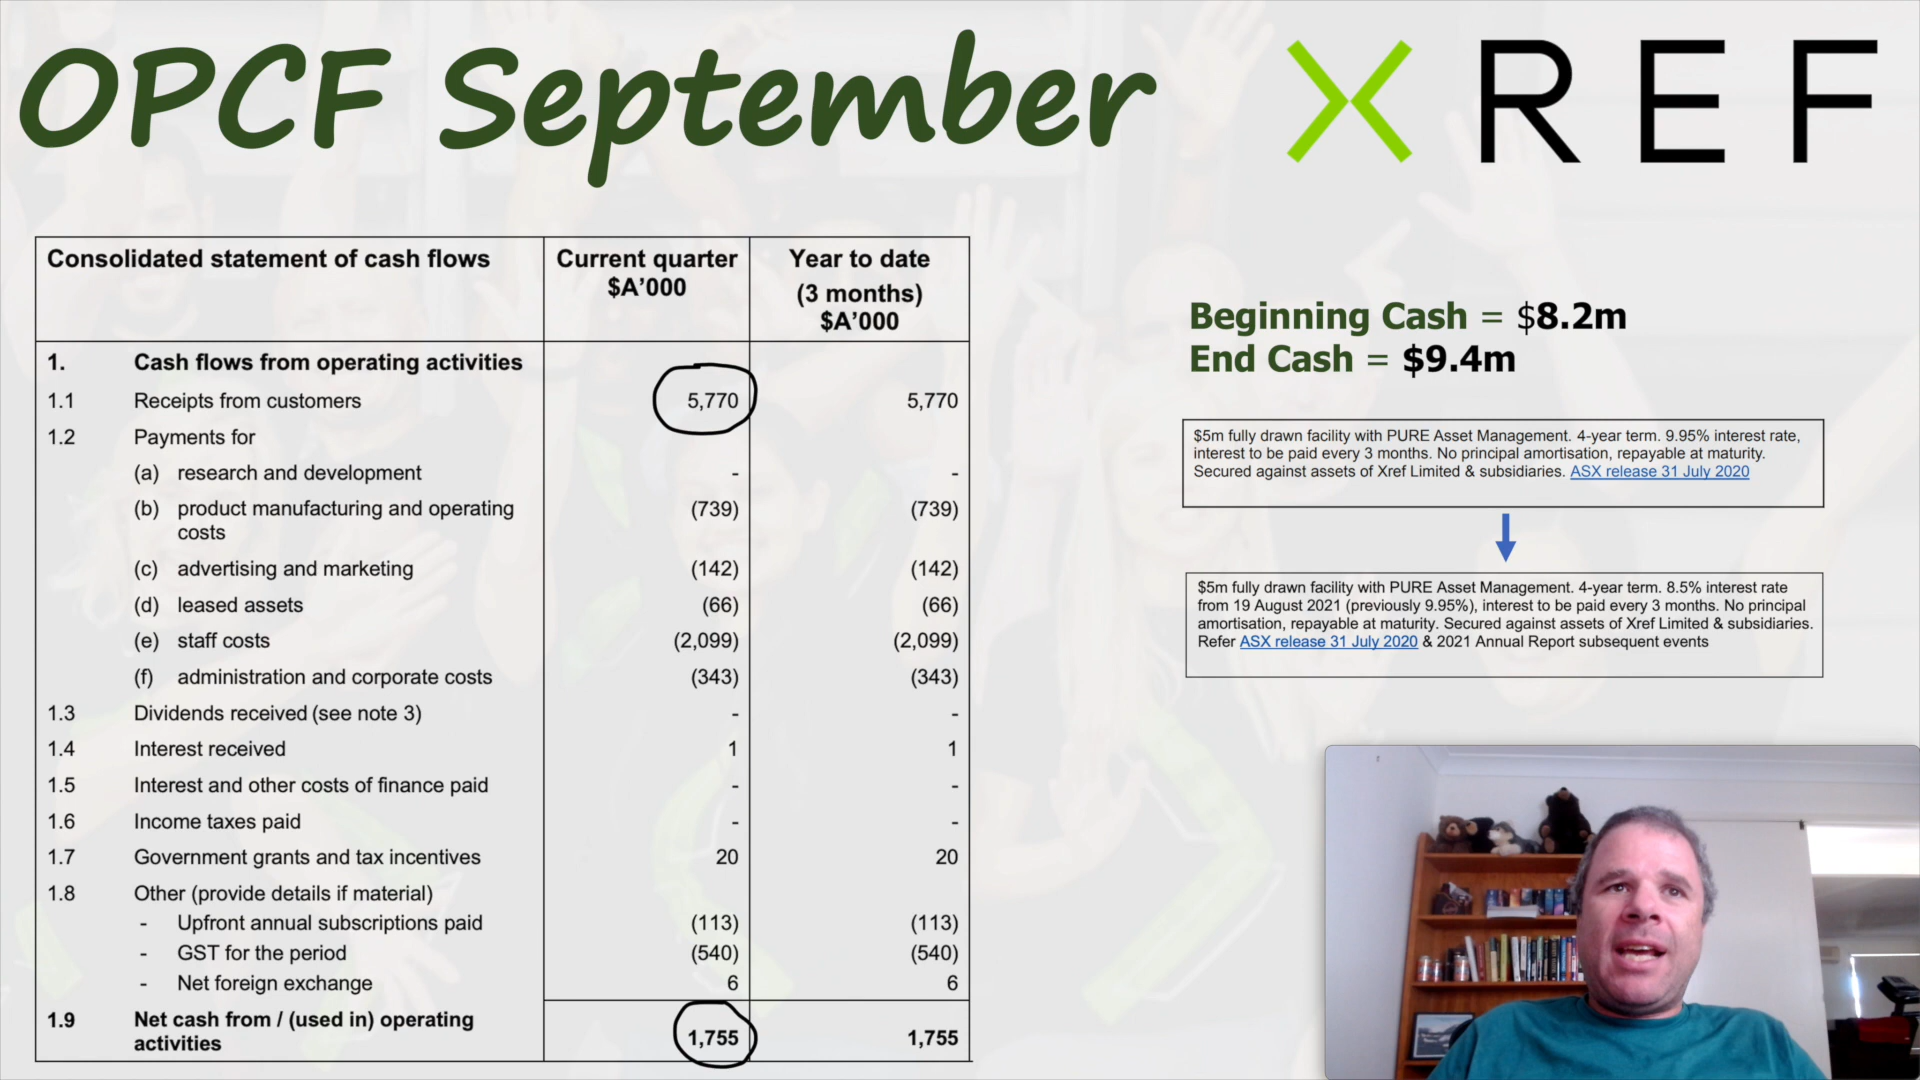 OPCF September
XREF
Consolidated statement of cash flows
Current quarter
$A’000
Year to date
(3 months)
$A’000
1. Cash flows from operating activities
1.1 Receipts from customers 5,770 5,770
1.2 Payments for
(a) research and development - -
(b) product manufacturing and operating
costs (739) (739)
(c) advertising and marketing (142) (142)
(d) leased assets (66) (66)
(e) staff costs (2,099) (2,099)
(f) administration and corporate costs (343) (343)
1.3 Dividends received (see note 3) - -
1.4 Interest received 1 1
1.5 Interest and other costs of finance paid - -
1.6 Income taxes paid - -
1.7 Government grants and tax incentives 20 20
1.8 Other (provide details if material)
- Upfront annual subscriptions paid (113) (113)
- GST for the period (540) (540)
- Net foreign exchange 6 6
1.9 Net cash from / (used in) operating
activities 1,755 1,755
Beginning Cash = $8.2m
End Cash = $9.4m
$5m fully drawn facility with PURE Asset Management. 4-year term. 9.95% interest rate,
interest to be paid every 3 months. No principal amortisation, repayable at maturity.
Secured against assets of Xref Limited & subsidiaries. ASX release 31 July 2020
$5m fully drawn facility with PURE Asset Management. 4-year term. 8.5% interest rate
from 19 August 2021 (previously 9.95%), interest to be paid every 3 months. No principal
amortisation, repayable at maturity. Secured against assets of Xref Limited & subsidiaries.
Refer ASX release 31 July 2020 & 2021 Annual Report subsequent events